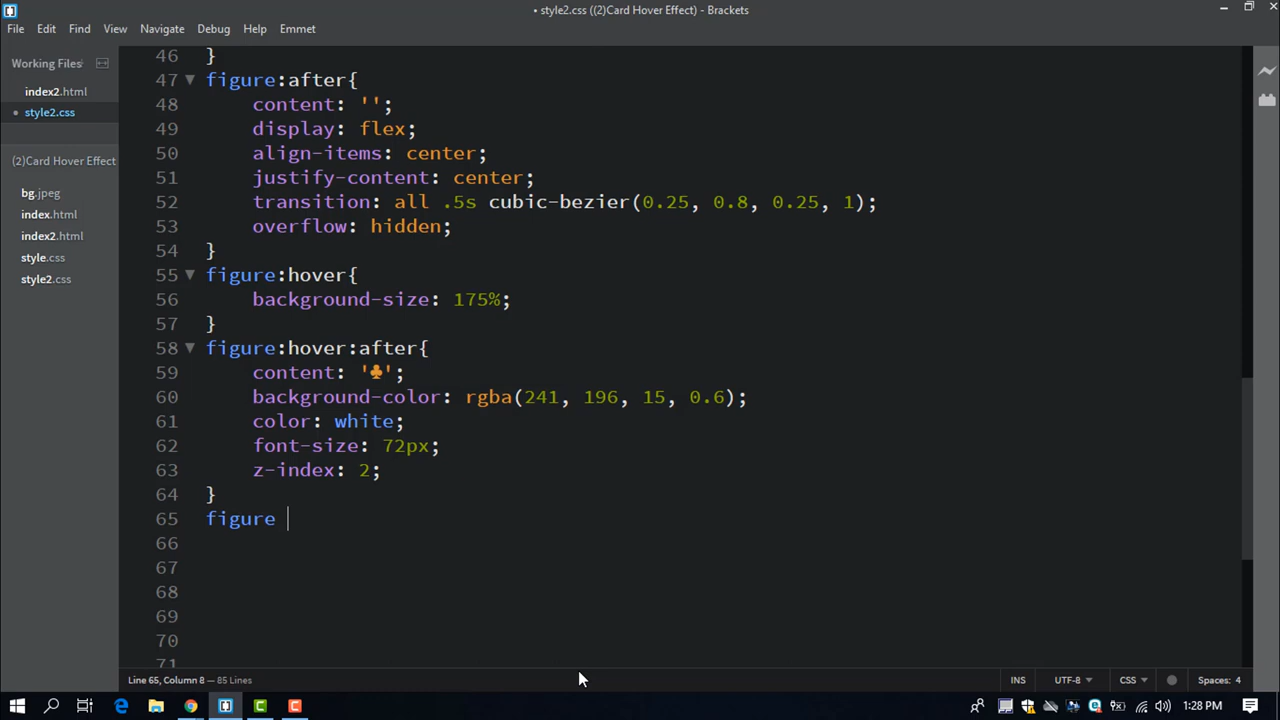 • style2.css ((2)Card Hover Effect) - Brackets
File Edit Find View Navigate Debug Help Emmet
Working Files
index2.html
• style2.css
(2)Card Hover Effect
bg.jpeg
index.html
index2.html
style.css
style2.css
46 }
47 figure:after{
48 content: '';
49 display: flex;
50 align-items: center;
51 justify-content: center;
52 transition: all .5s cubic-bezier(0.25, 0.8, 0.25, 1);
53 overflow: hidden;
54 }
55 figure:hover{
56 background-size: 175%;
57 }
58 figure:hover:after{
59 content: '♣';
60 background-color: rgba(241, 196, 15, 0.6);
61 color: white;
62 font-size: 72px;
63 z-index: 2;
64 }
65 figure
66
67
68
69
70
71
Line 65, Column 8 — 85 Lines INS UTF-8 CSS Spaces: 4
1:28 PM